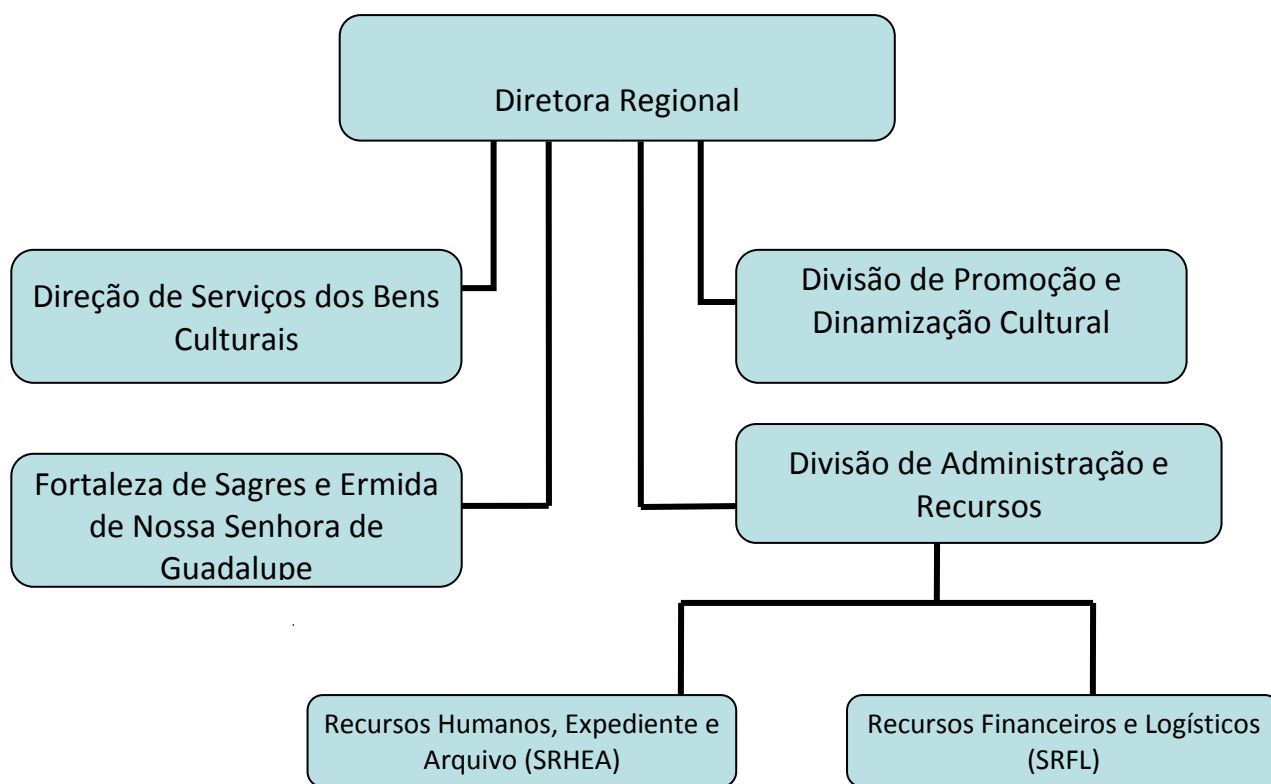 Diretora Regional
Direção de Serviços dos Bens
Culturais
Divisão de Promoção e
Dinamização Cultural
Fortaleza de Sagres e Ermida
de Nossa Senhora de
Guadalupe
Divisão de Administração e
Recursos
Recursos Humanos, Expediente e
Arquivo (SRHEA)
Recursos Financeiros e Logísticos
(SRFL)